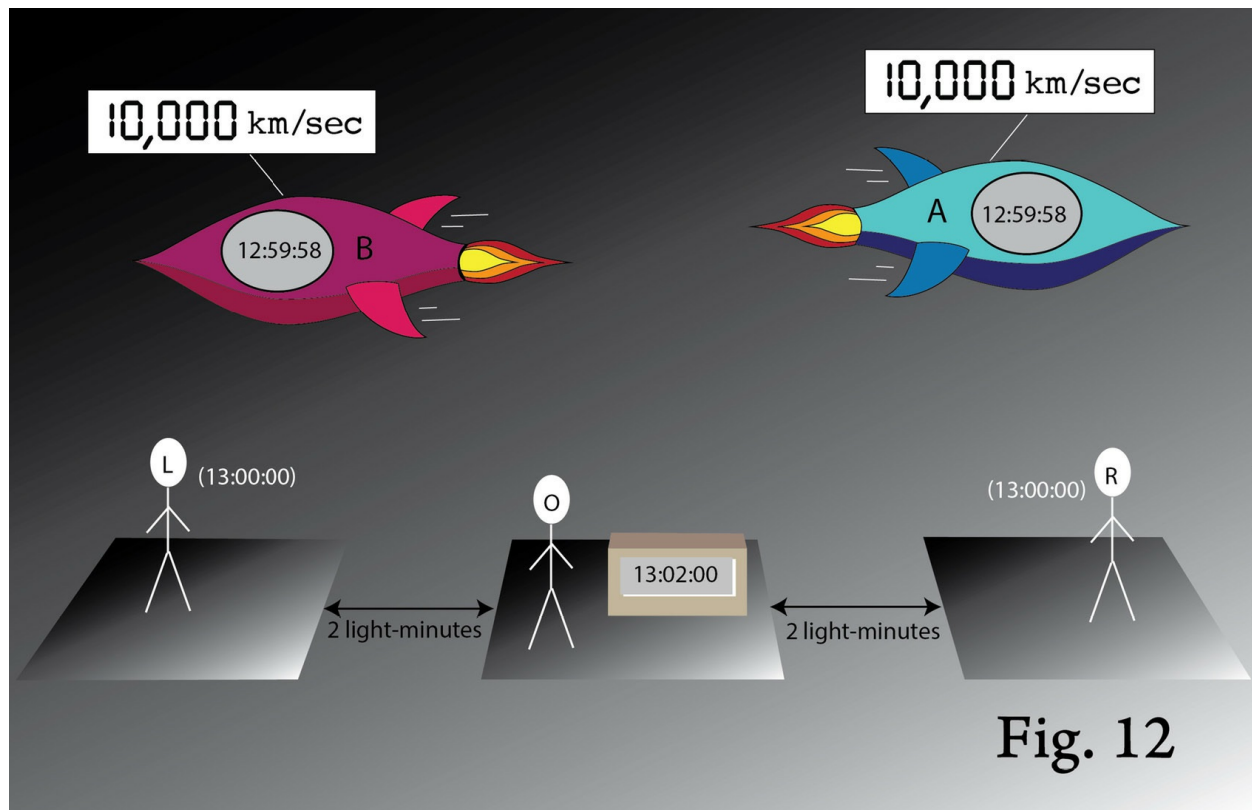 10,000 km/sec
10,000 km/sec
12:59:58
B
A
12:59:58
L
(13:00:00)
O
13:02:00
(13:00:00)
R
2 light-minutes
2 light-minutes
Fig. 12